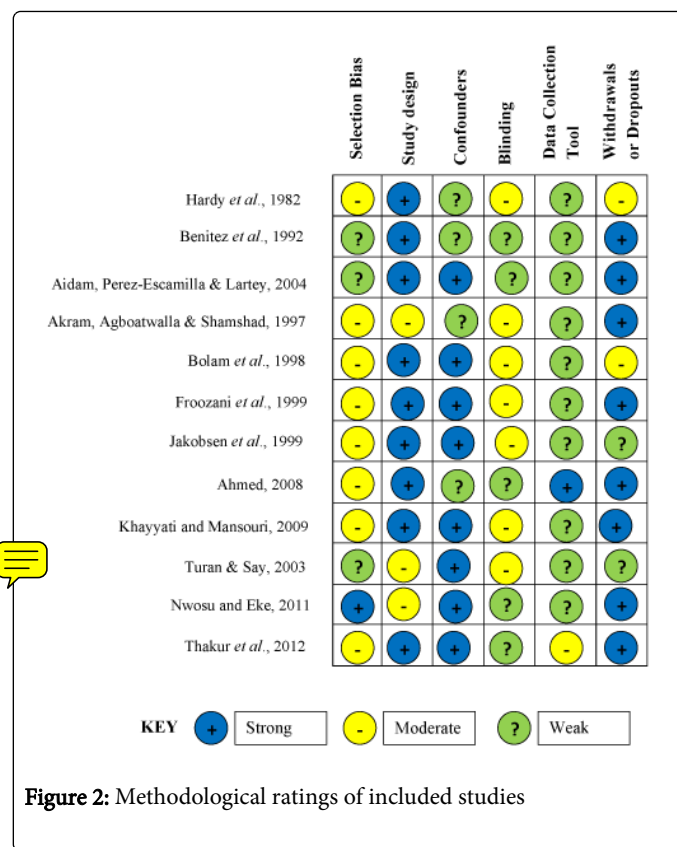 Selection Bias
Study design
Confounders
Blinding
Data Collection
Tool
Withdrawals
or Dropouts
Hardy et al., 1982 - + ? - ? -
Benitez et al., 1992 ? + ? ? ? +
Aidam, Perez-Escamilla & Lartey, 2004 ? + + ? ? +
Akram, Agboatwalla & Shamshad, 1997 - - ? - ? +
Bolam et al., 1998 - + + - ? -
Froozani et al., 1999 - + + - ? +
Jakobsen et al., 1999 - + + - ? ?
Ahmed, 2008 - + ? ? + +
Khayyati and Mansouri, 2009 - + + - ? +
Turan & Say, 2003 ? - + - ? ?
Nwosu and Eke, 2011 + - + ? ? +
Thakur et al., 2012 - + + ? - +
KEY + Strong - Moderate ? Weak
Figure 2: Methodological ratings of included studies